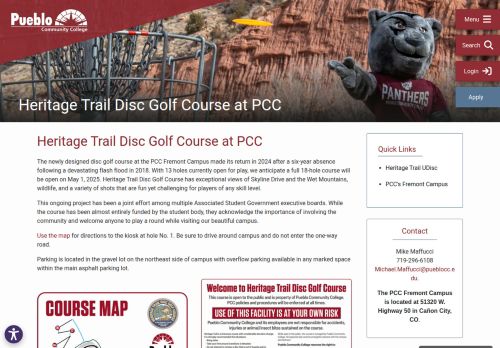 Pueblo
Community College
Menu
Search
Login
Apply
PANTHERS
Heritage Trail Disc Golf Course at PCC
Heritage Trail Disc Golf Course at PCC
The newly designed disc golf course at the PCC Fremont Campus made its return in 2024 after a six-year absence
following a devastating flash flood in 2018. With 13 holes currently open for play, we anticipate a full 18-hole course will
be open on May 1, 2025. Heritage Trail Disc Golf Course has exceptional views of Skyline Drive and the Wet Mountains,
wildlife, and a variety of shots that are fun yet challenging for players of any skill level.
This ongoing project has been a joint effort among multiple Associated Student Government executive boards. While
the course has been almost entirely funded by the student body, they acknowledge the importance of involving the
community and welcome anyone to play a round while visiting our beautiful campus.
Use the map for directions to the kiosk at hole No. 1. Be sure to drive around campus and do not enter the one-way
road.
Parking is located in the gravel lot on the northeast side of campus with overflow parking available in any marked space
within the main asphalt parking lot.
Quick Links
Heritage Trail UDisc
PCC's Fremont Campus
Contact
Mike Maffucci
719-296-6108
Michael.Maffucci@pueblocc.e
du
The PCC Fremont Campus
is located at 51320 W.
Highway 50 in Cañon City,
CO.
COURSE MAP
Welcome to Heritage Trail Disc Golf Course
This course is open to the public and is property of Pueblo Community College.
PCC policies and procedures will be enforced at all times.
USE OF THIS FACILITY IS AT YOUR OWN RISK
Pueblo Community College and its employees are not responsible for accidents,
injuries or animal/insect bites sustained on the course.